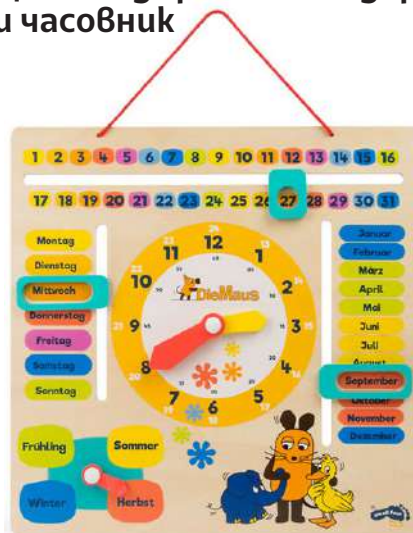 и часовник
1 2 3 4 5 6 7 8 9 10 11 12 13 14 15 16
17 18 19 20 21 22 23 24 25 26 27 28 29 30 31
Montag
Dienstag
Mittwoch
Donnerstag
Freitag
Samstag
Sonntag
12
11 1
10 2
DieMaus
9 3
8 4
7 5
6
Januar
Februar
März
April
Mai
Juni
Juli
August
September
Oktober
November
Dezember
Frühling Sommer
Winter Herbst
small foot